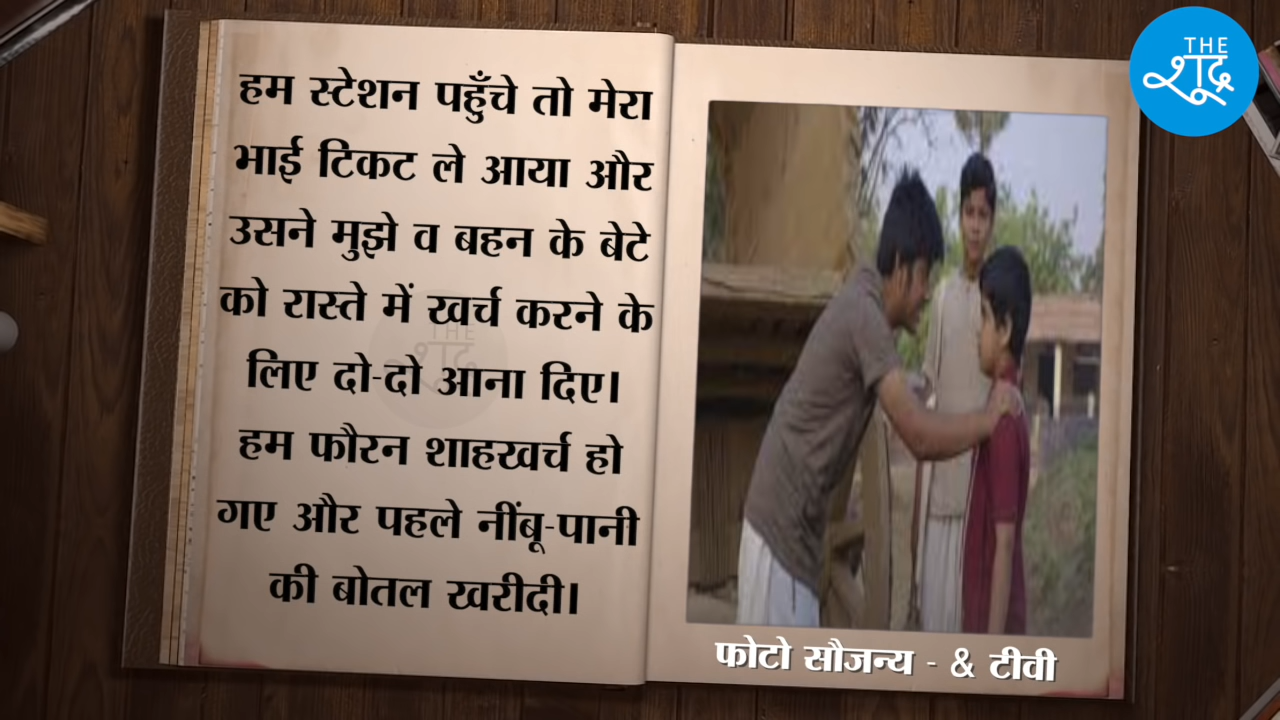 हम स्टेशन पहुँचे तो मेरा
भाई टिकट ले आया और
उसने मुझे व बहन के बेटे
को रास्ते में खर्च करने के
लिए दो-दो आना दिए।
हम फौरन शाहखर्च हो
गए और पहले नींबू-पानी
की बोतल खरीदी।
THE
शूद्र
THE
शूद्र
फोटो सौजन्य - & टीवी